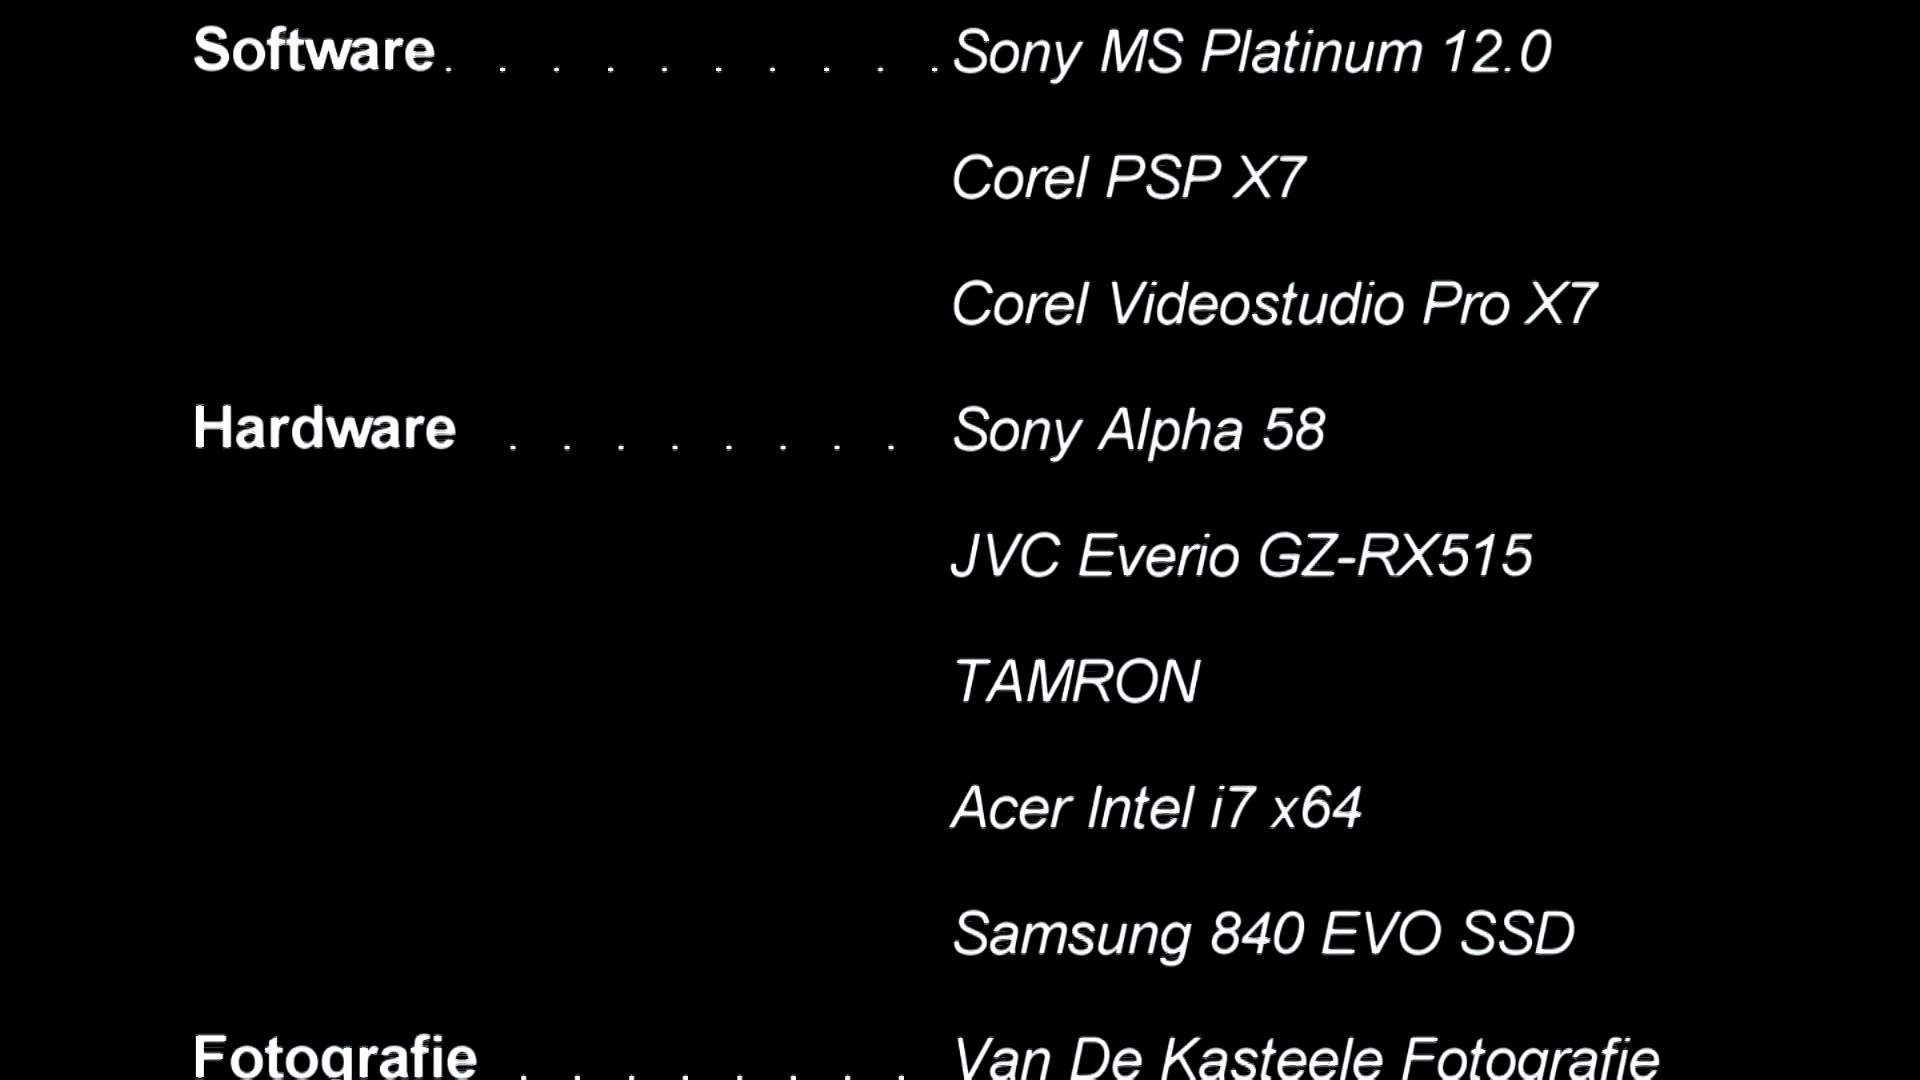 Software. . . . . . . . . .Sony MS Platinum 12.0
Corel PSP X7
Corel Videostudio Pro X7
Hardware . . . . . . . . Sony Alpha 58
JVC Everio GZ-RX515
TAMRON
Acer Intel i7 x64
Samsung 840 EVO SSD
Fotografie . . . . . . . . Van De Kasteele Fotografie